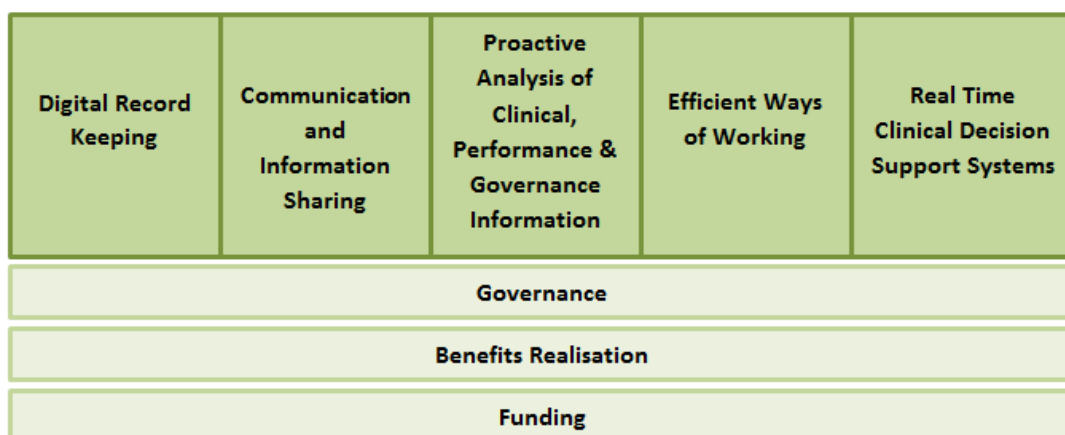 Digital Record
Keeping
Communication
and
Information
Sharing
Proactive
Analysis of
Clinical,
Performance &
Governance
Information
Efficient Ways
of Working
Real Time
Clinical Decision
Support Systems
Governance
Benefits Realisation
Funding